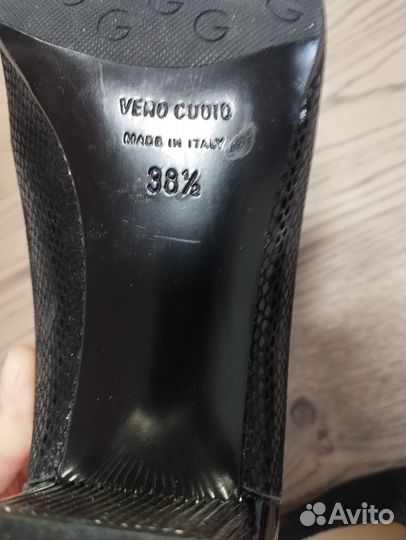 G G G
VERO CUOIO
MADE IN ITALY
38½
Avito